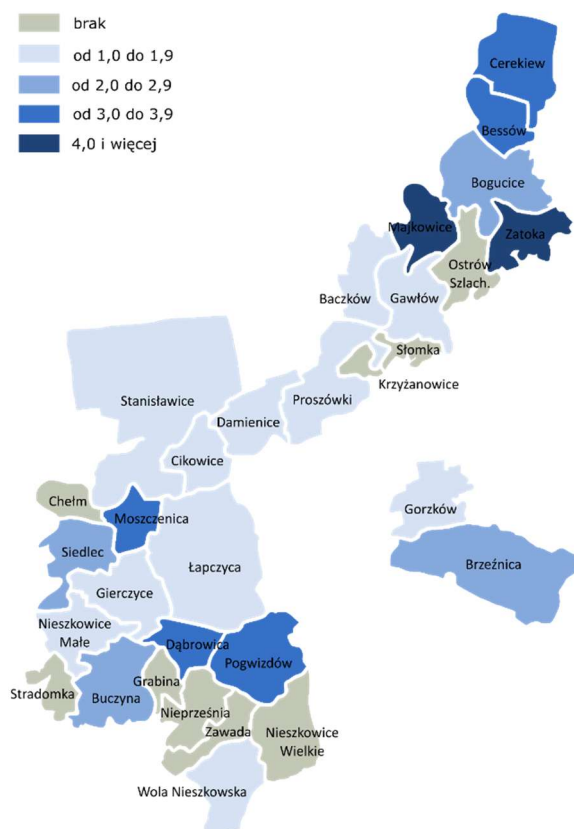 brak
od 1,0 do 1,9
od 2,0 do 2,9
od 3,0 do 3,9
4,0 i więcej
Cerekiew
Bessów
Bogucice
Majkowice
Zatoka
Ostrów
Szlach.
Baczków
Gawłów
Słomka
Krzyżanowice
Stanisławice
Proszówki
Damienice
Cikowice
Chełm
Moszczenica
Gorzków
Siedlec
Łapczyca
Brzeźnica
Gierczyce
Nieszkowice
Małe
Dąbrowica
Pogwizdów
Stradomka
Buczyna
Grabina
Nieprześnia
Zawada
Nieszkowice
Wielkie
Wola Nieszkowska